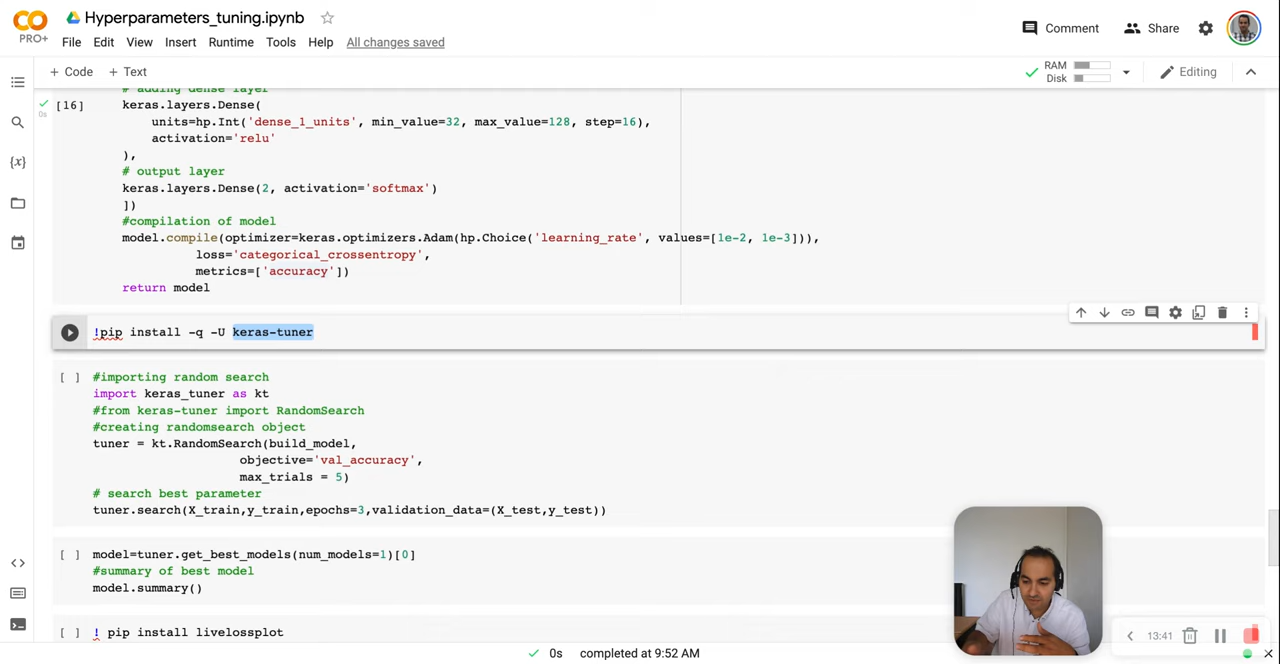 Hyperparameters_tuning.ipynb
PRO+
File Edit View Insert Runtime Tools Help All changes saved
Comment
Share
+ Code + Text
RAM
Disk
Editing
# adding dense layer
[16] keras.layers.Dense(
0s
units=hp.Int('dense_1_units', min_value=32, max_value=128, step=16),
activation='relu'
),
# output layer
keras.layers.Dense(2, activation='softmax')
])
#compilation of model
model.compile(optimizer=keras.optimizers.Adam(hp.Choice('learning_rate', values=[1e-2, 1e-3])),
loss='categorical_crossentropy',
metrics=['accuracy'])
return model
!pip install -q -U keras-tuner
[ ] #importing random search
import keras_tuner as kt
#from keras-tuner import RandomSearch
#creating randomsearch object
tuner = kt.RandomSearch(build_model,
objective='val_accuracy',
max_trials = 5)
# search best parameter
tuner.search(X_train,y_train,epochs=3,validation_data=(X_test,y_test))
[ ] model=tuner.get_best_models(num_models=1)[0]
#summary of best model
model.summary()
[ ] ! pip install livelossplot
13:41
0s completed at 9:52 AM